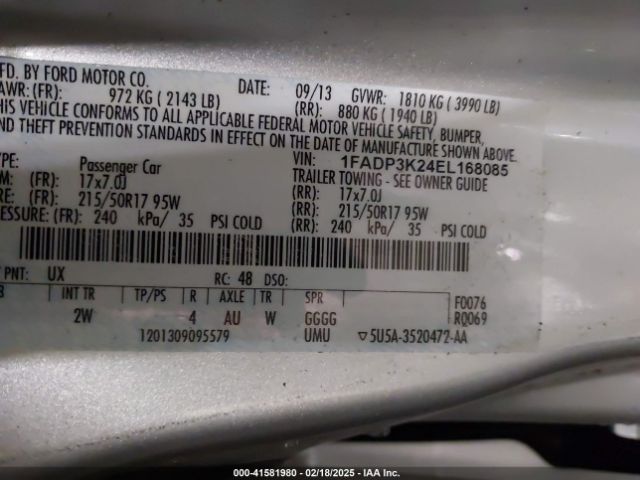 FD. BY FORD MOTOR CO.
DATE: 09/13 GVWR: 1810 KG ( 3990 LB)
AWR: (FR): 972 KG ( 2143 LB) (RR): 880 KG ( 1940 LB)
HIS VEHICLE CONFORMS TO ALL APPLICABLE FEDERAL MOTOR VEHICLE SAFETY, BUMPER,
AND THEFT PREVENTION STANDARDS IN EFFECT ON THE DATE OF MANUFACTURE SHOWN ABOVE.
VIN: 1FADP3K24EL168085
YPE: Passenger Car TRAILER TOWING - SEE OWNER GUIDE
M: (FR): 17x7.0J (RR): 17x7.0J
RE: (FR): 215/50R17 95W (RR): 215/50R17 95W
RESSURE: (FR): 240 kPa/ 35 PSI COLD (RR): 240 kPa/ 35 PSI COLD
PNT: UX RC: 48 DSO:
INT TR TP/PS R AXLE TR SPR F0076
2W 4 AU W GGGG R0069
1201309095579 UMU ▽5U5A-3520472-AA
000-41581980 - 02/18/2025 - IAA Inc.